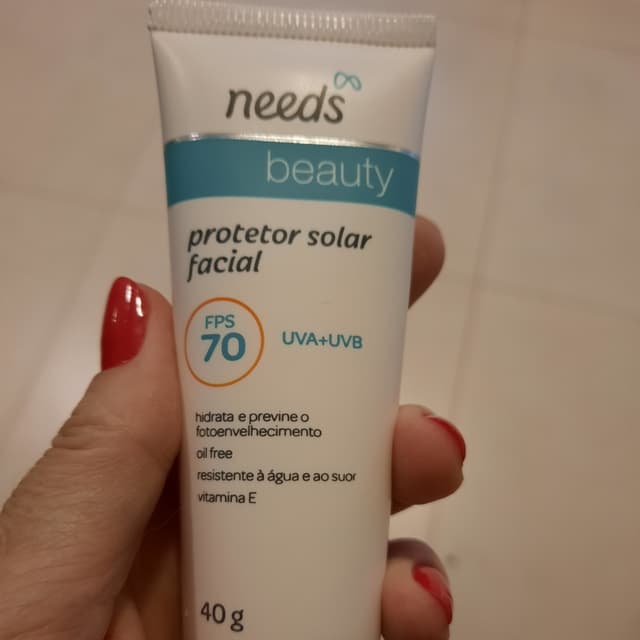 needs
beauty
protetor solar
facial
FPS
70
UVA+UVB
hidrata e previne o
fotoenvelhecimento
oil free
resistente à água e ao suor
vitamina E
40 g